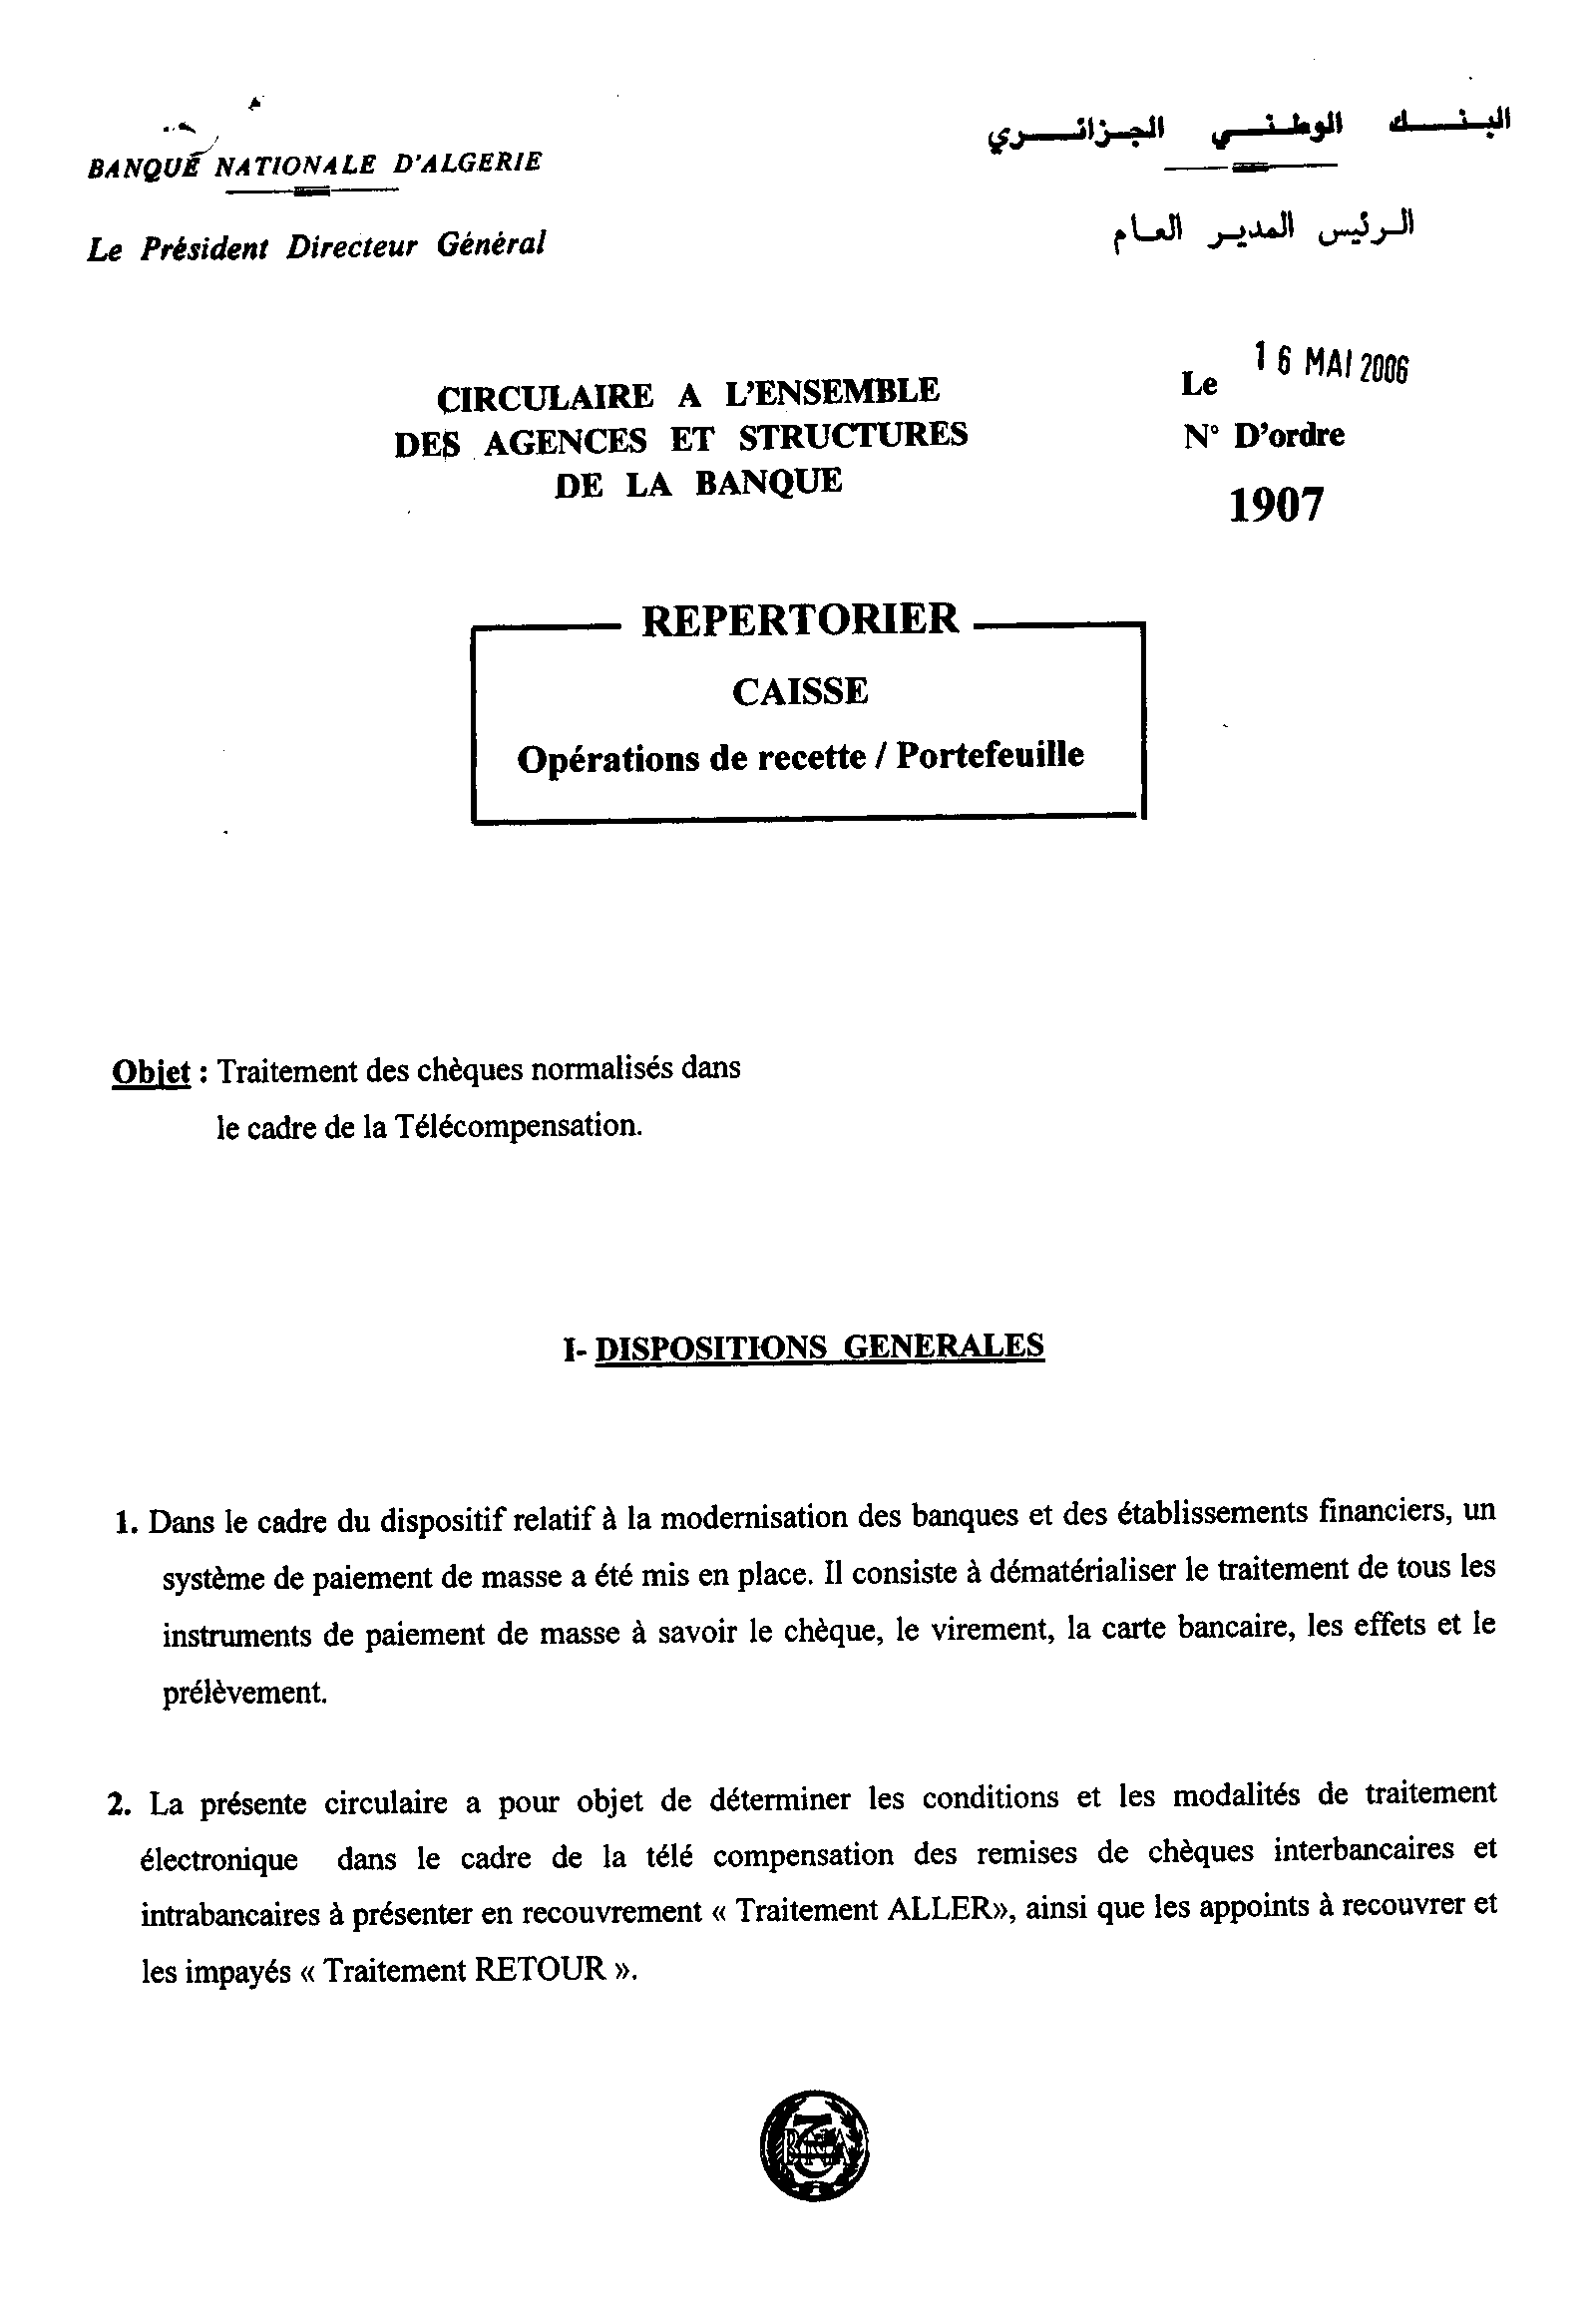 BANQUE NATIONALE D'ALGERIE
البنك الوطني الجزائري
Le Président Directeur Général
الرئيس المدير العام
Le 16 MAI 2006
CIRCULAIRE A L'ENSEMBLE
DES AGENCES ET STRUCTURES
DE LA BANQUE
N° D'ordre
1907
REPERTORIER
CAISSE
Opérations de recette / Portefeuille
Objet : Traitement des chèques normalisés dans
le cadre de la Télécompensation.
I- DISPOSITIONS GENERALES
1. Dans le cadre du dispositif relatif à la modernisation des banques et des établissements financiers, un
système de paiement de masse a été mis en place. Il consiste à dématérialiser le traitement de tous les
instruments de paiement de masse à savoir le chèque, le virement, la carte bancaire, les effets et le
prélèvement.
2. La présente circulaire a pour objet de déterminer les conditions et les modalités de traitement
électronique dans le cadre de la télé compensation des remises de chèques interbancaires et
intrabancaires à présenter en recouvrement « Traitement ALLER», ainsi que les appoints à recouvrer et
les impayés « Traitement RETOUR ».
BNA